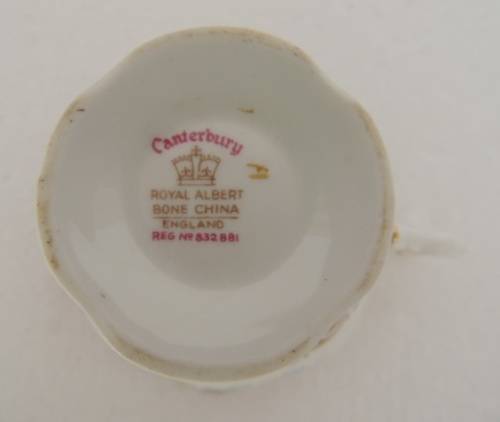 Canterbury
ROYAL ALBERT
BONE CHINA
ENGLAND
REG Nº 832881